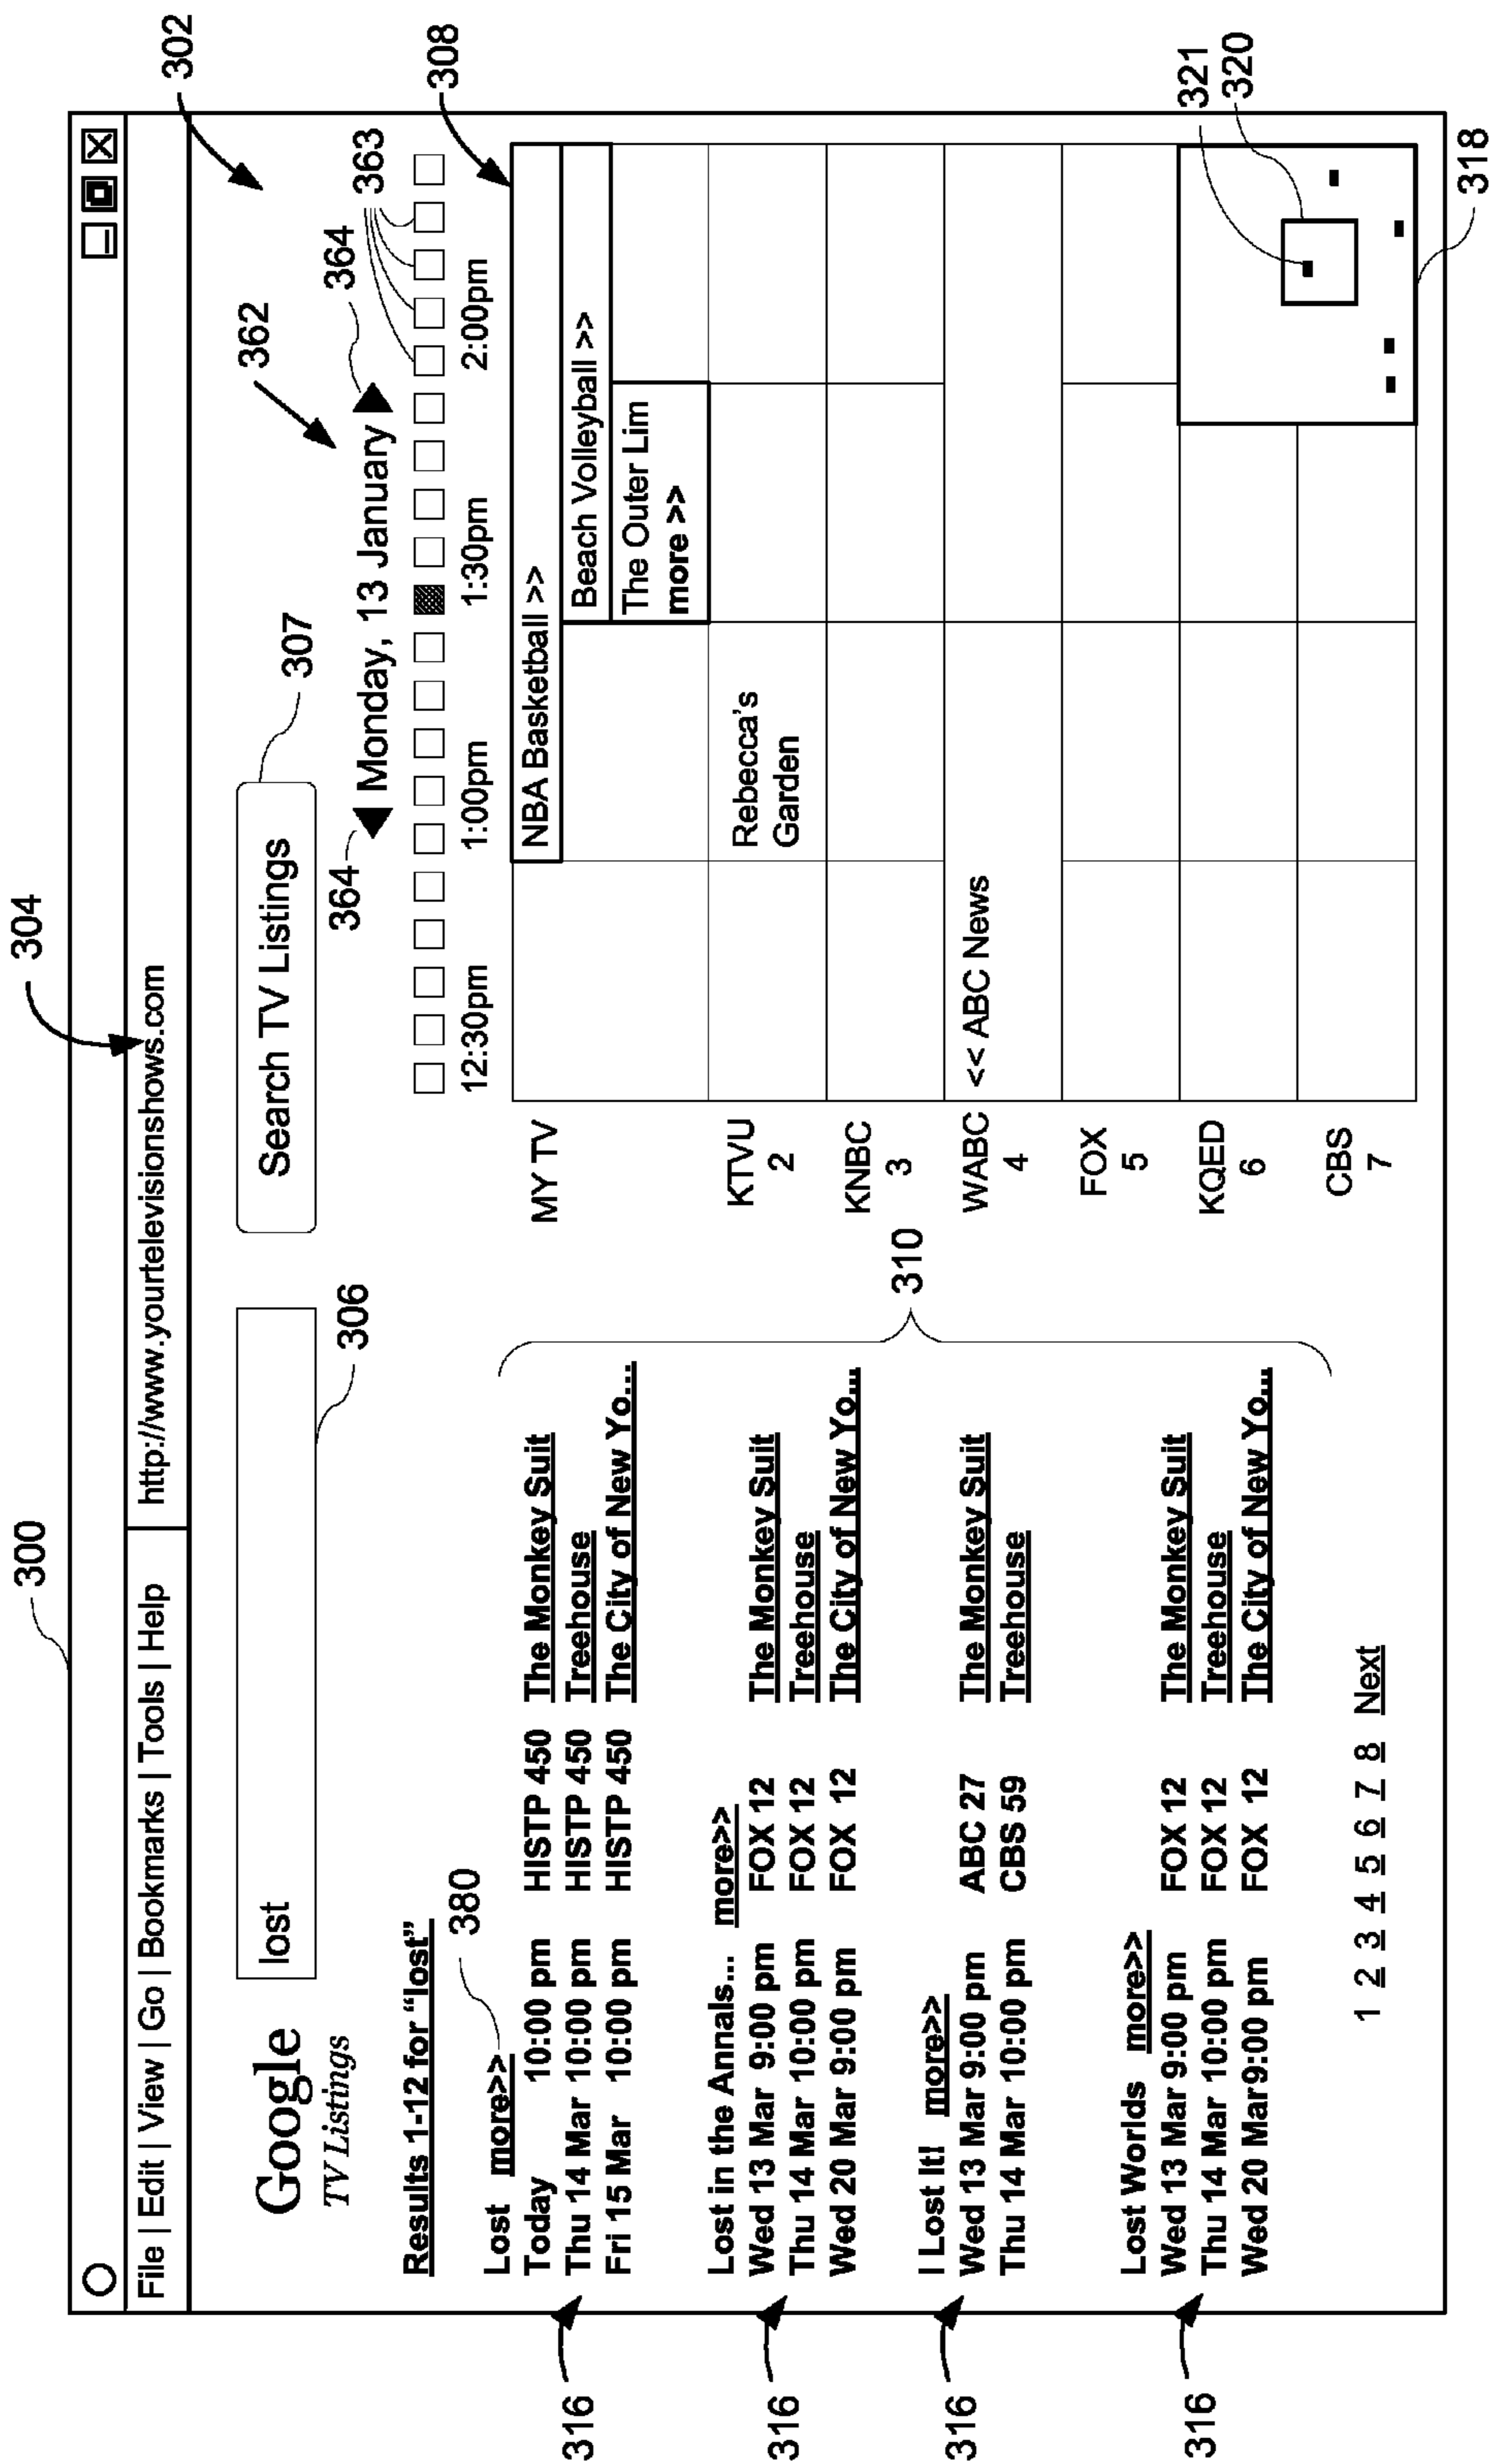 300
304
302
File | Edit | View | Go | Bookmarks | Tools | Help
http://www.yourtelevisionshows.com
Google
TV Listings
lost
306
Search TV Listings
307
362
364
364
363
Monday, 13 January
12:30pm 1:00pm 1:30pm 2:00pm
308
Results 1-12 for “lost”
380
Lost more>>
Today 10:00 pm HISTP 450 The Monkey Suit
Thu 14 Mar 10:00 pm HISTP 450 Treehouse
Fri 15 Mar 10:00 pm HISTP 450 The City of New Yo...
Lost in the Annals... more>>
Wed 13 Mar 9:00 pm FOX 12 The Monkey Suit
Thu 14 Mar 10:00 pm FOX 12 Treehouse
Wed 20 Mar 9:00 pm FOX 12 The City of New Yo...
I Lost It! more>>
Wed 13 Mar 9:00 pm ABC 27 The Monkey Suit
Thu 14 Mar 10:00 pm CBS 59 Treehouse
Lost Worlds more>>
Wed 13 Mar 9:00 pm FOX 12 The Monkey Suit
Thu 14 Mar 10:00 pm FOX 12 Treehouse
Wed 20 Mar9:00 pm FOX 12 The City of New Yo...
1 2 3 4 5 6 7 8 Next
316
316
316
316
310
MY TV
NBA Basketball >>
Beach Volleyball >>
The Outer Lim
more >>
KTVU
2
Rebecca’s
Garden
KNBC
3
WABC
4
<< ABC News
FOX
5
KQED
6
CBS
7
321
320
318